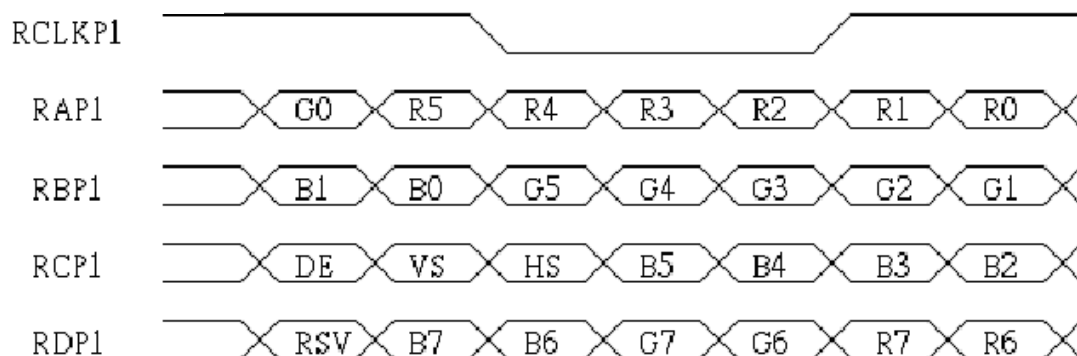 RCLKP1
RAP1 G0 R5 R4 R3 R2 R1 R0
RBP1 B1 B0 G5 G4 G3 G2 G1
RCP1 DE VS HS B5 B4 B3 B2
RDP1 RSV B7 B6 G7 G6 R7 R6